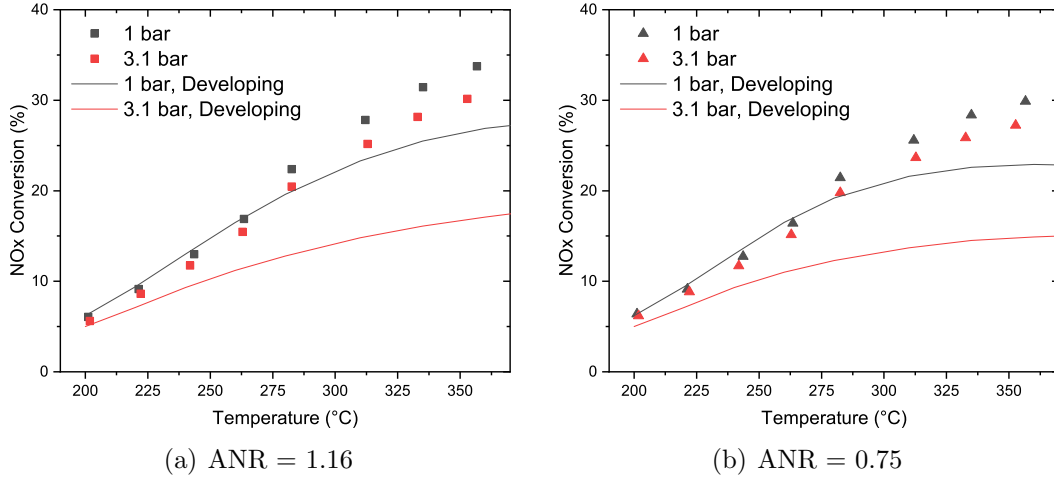 40
30
20
10
0
NOx Conversion (%)
1 bar
3.1 bar
1 bar, Developing
3.1 bar, Developing
200 225 250 275 300 325 350
Temperature (°C)
(a) ANR = 1.16
40
30
20
10
0
NOx Conversion (%)
1 bar
3.1 bar
1 bar, Developing
3.1 bar, Developing
200 225 250 275 300 325 350
Temperature (°C)
(b) ANR = 0.75